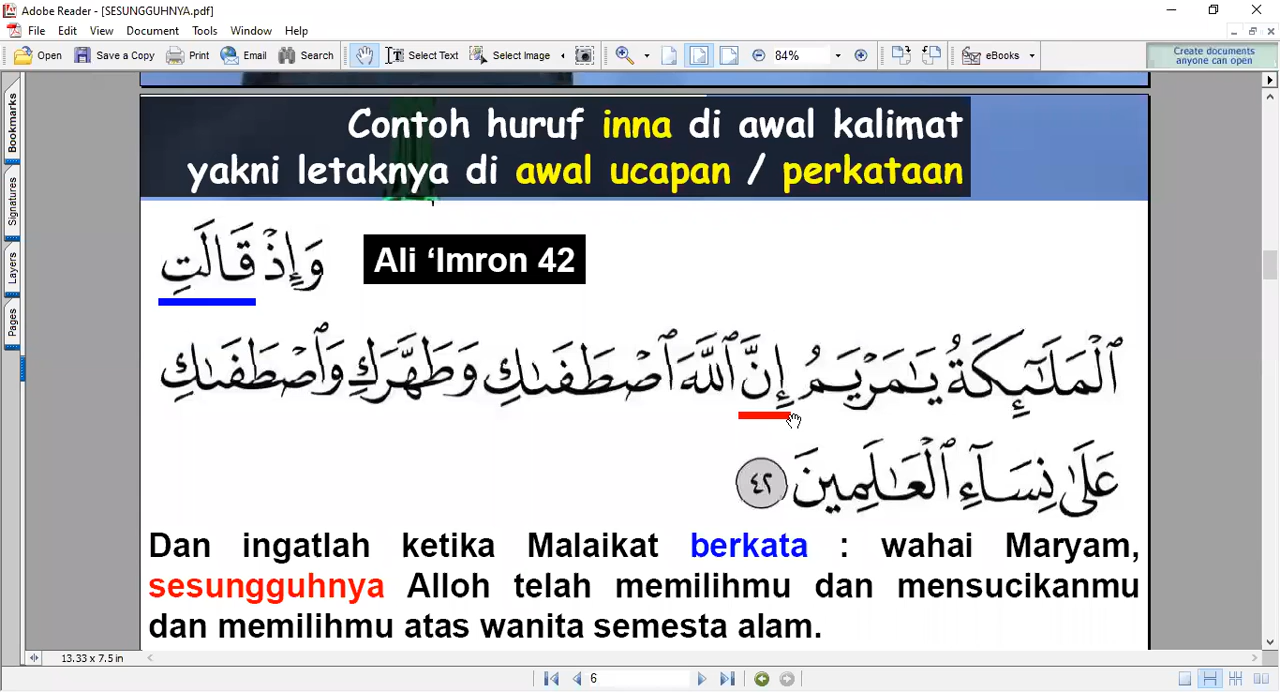 Adobe Reader - [SESUNGGUHNYA.pdf]
File Edit View Document Tools Window Help
Open Save a Copy Print Email Search Select Text Select Image 84% eBooks Create documents anyone can open
Bookmarks
Signatures
Layers
Pages
Contoh huruf inna di awal kalimat
yakni letaknya di awal ucapan / perkataan
وَإِذْ قَالَتِ
Ali ‘Imron 42
ٱلْمَلَـٰٓئِكَةُ يَـٰمَرْيَمُ إِنَّ ٱللَّهَ ٱصْطَفَىٰكِ وَطَهَّرَكِ وَٱصْطَفَىٰكِ
عَلَىٰ نِسَآءِ ٱلْعَـٰلَمِينَ ٤٢
Dan ingatlah ketika Malaikat berkata : wahai Maryam,
sesungguhnya Alloh telah memilihmu dan mensucikanmu
dan memilihmu atas wanita semesta alam.
13.33 x 7.5 in
6